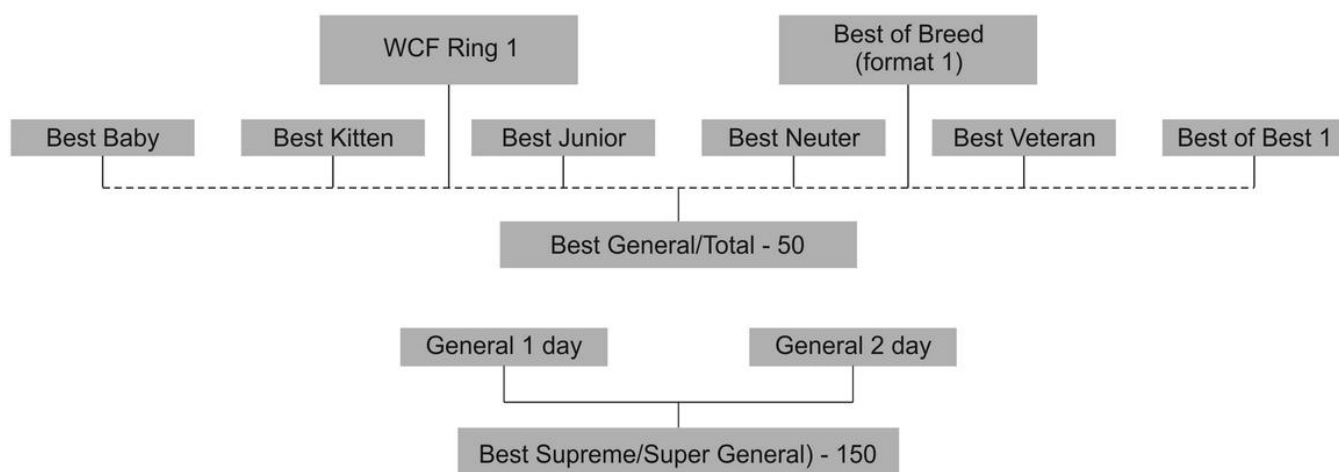 WCF Ring 1
Best of Breed
(format 1)
Best Baby
Best Kitten
Best Junior
Best Neuter
Best Veteran
Best of Best 1
Best General/Total - 50
General 1 day
General 2 day
Best Supreme/Super General) - 150